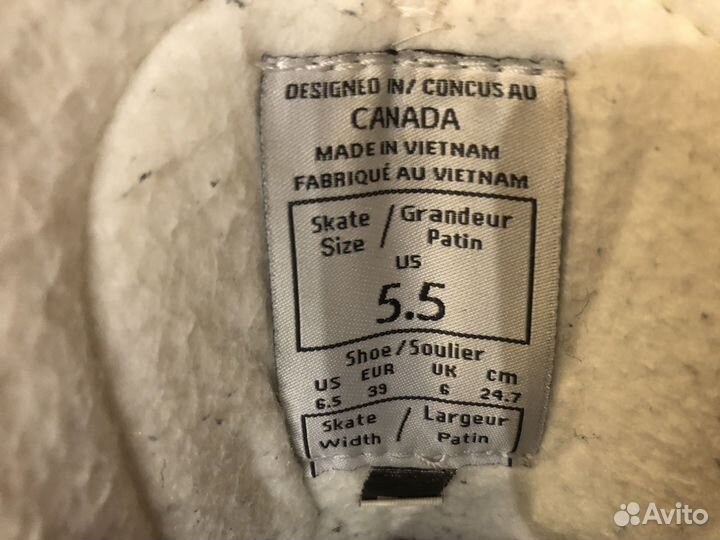 DESIGNED IN/ CONCUS AU
CANADA
MADE IN VIETNAM
FABRIQUÉ AU VIETNAM
Skate Size / Grandeur Patin
US
5.5
Shoe/Soulier
US EUR UK cm
6.5 39 6 24.7
Skate Width / Largeur Patin
Avito